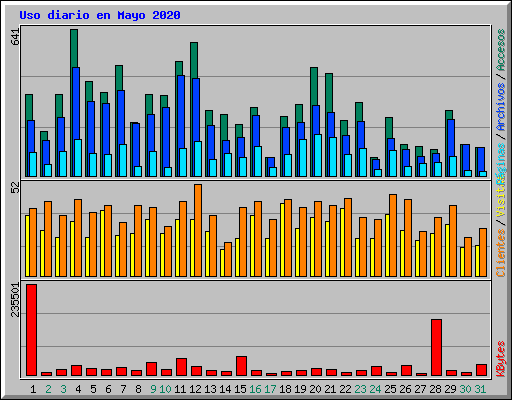 Uso diario en Mayo 2020
641
52
235501
Páginas / Archivos / Accesos
Clientes / Visitas
KBytes
1 2 3 4 5 6 7 8 9 10 11 12 13 14 15 16 17 18 19 20 21 22 23 24 25 26 27 28 29 30 31